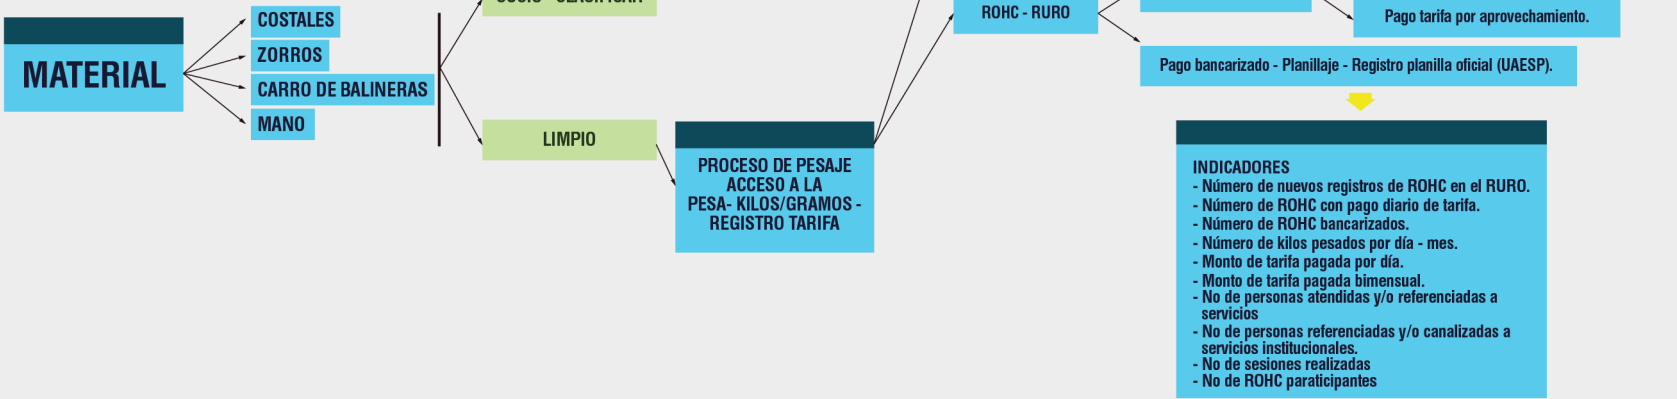 MATERIAL
COSTALES
ZORROS
CARRO DE BALINERAS
MANO
LIMPIO
PROCESO DE PESAJE
ACCESO A LA
PESA- KILOS/GRAMOS -
REGISTRO TARIFA
ROHC - RURO
Pago tarifa por aprovechamiento.
Pago bancarizado - Planillaje - Registro planilla oficial (UAESP).
INDICADORES
- Número de nuevos registros de ROHC en el RURO.
- Número de ROHC con pago diario de tarifa.
- Número de ROHC bancarizados.
- Número de kilos pesados por día - mes.
- Monto de tarifa pagada por día.
- Monto de tarifa pagada bimensual.
- No de personas atendidas y/o referenciadas a
servicios
- No de personas referenciadas y/o canalizadas a
servicios institucionales.
- No de sesiones realizadas
- No de ROHC paraticipantes